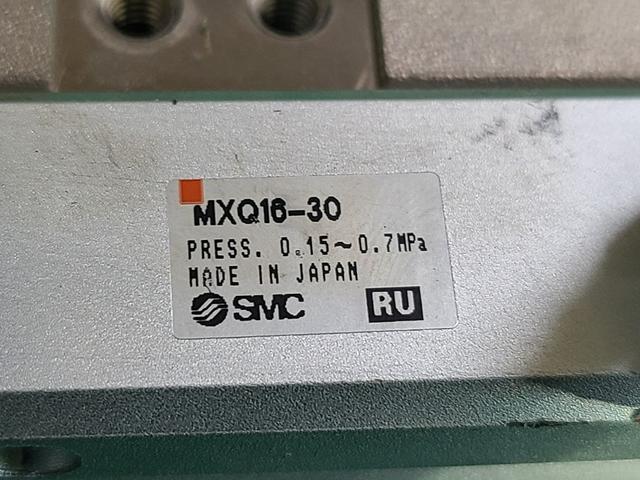 MXQ16-30
PRESS. 0.15~0.7MPa
MADE IN JAPAN
SMC RU